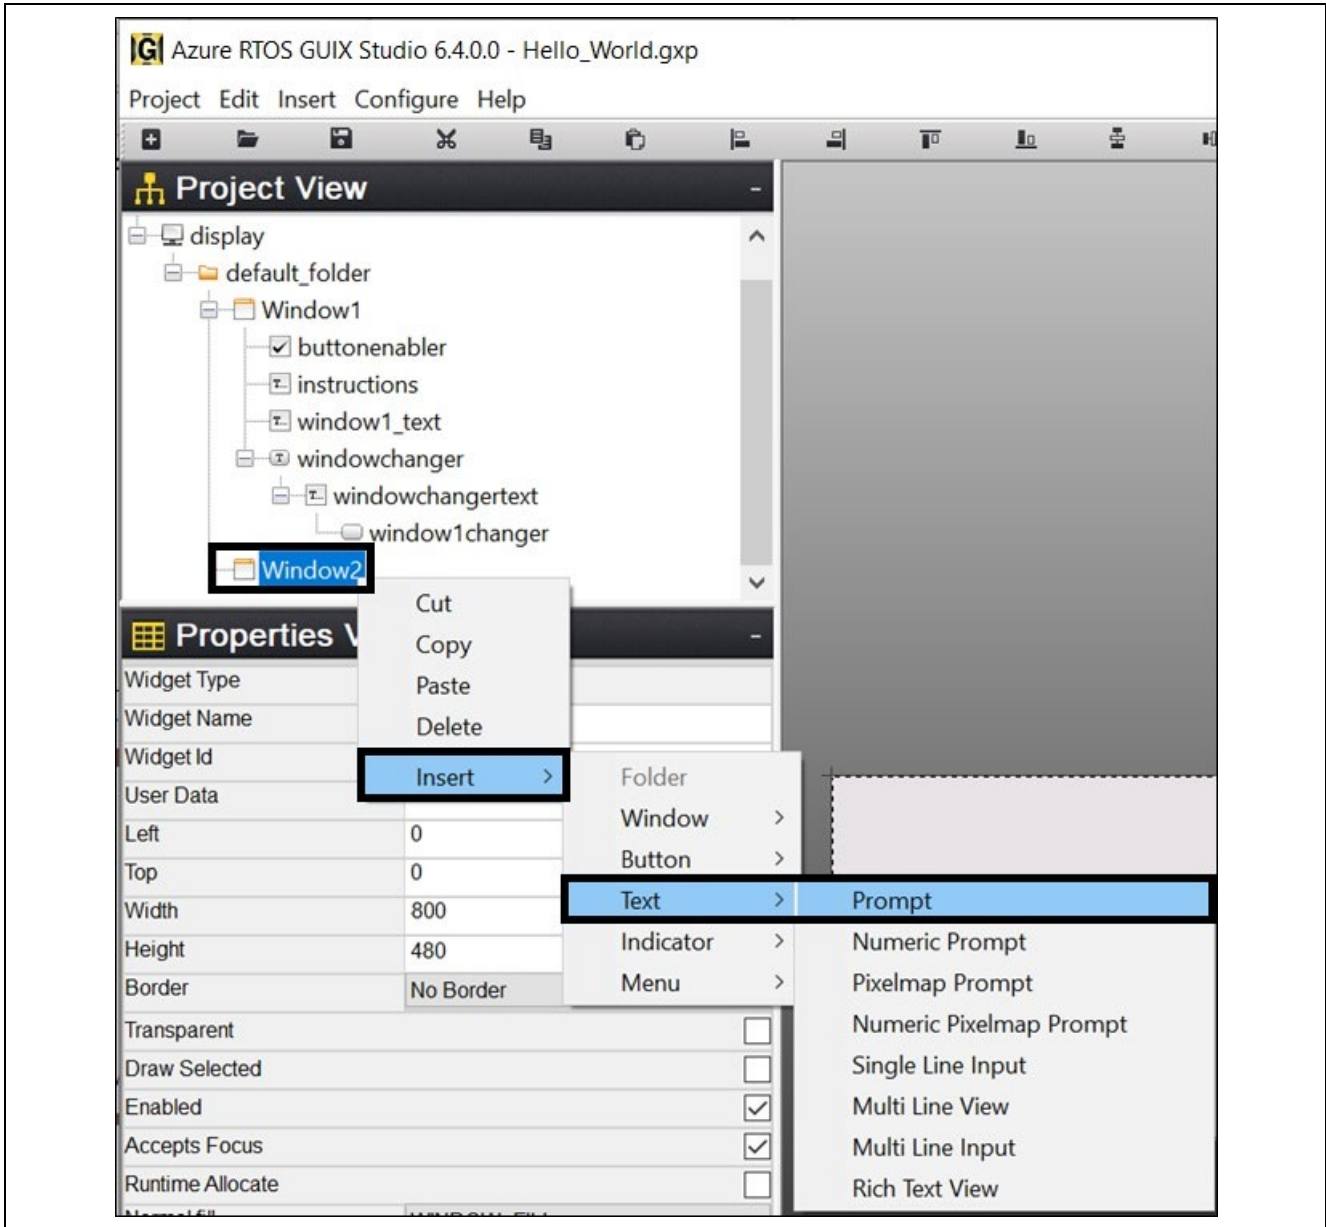 Azure RTOS GUIX Studio 6.4.0.0 - Hello_World.gxp
Project Edit Insert Configure Help
Project View
display
default_folder
Window1
buttonenabler
instructions
window1_text
windowchanger
windowchangertext
window1changer
Window2
Cut
Copy
Paste
Delete
Insert
Folder
Window
Button
Text
Indicator
Menu
Prompt
Numeric Prompt
Pixelmap Prompt
Numeric Pixelmap Prompt
Single Line Input
Multi Line View
Multi Line Input
Rich Text View
Properties
Widget Type
Widget Name
Widget Id
User Data
Left 0
Top 0
Width 800
Height 480
Border No Border
Transparent
Draw Selected
Enabled
Accepts Focus
Runtime Allocate